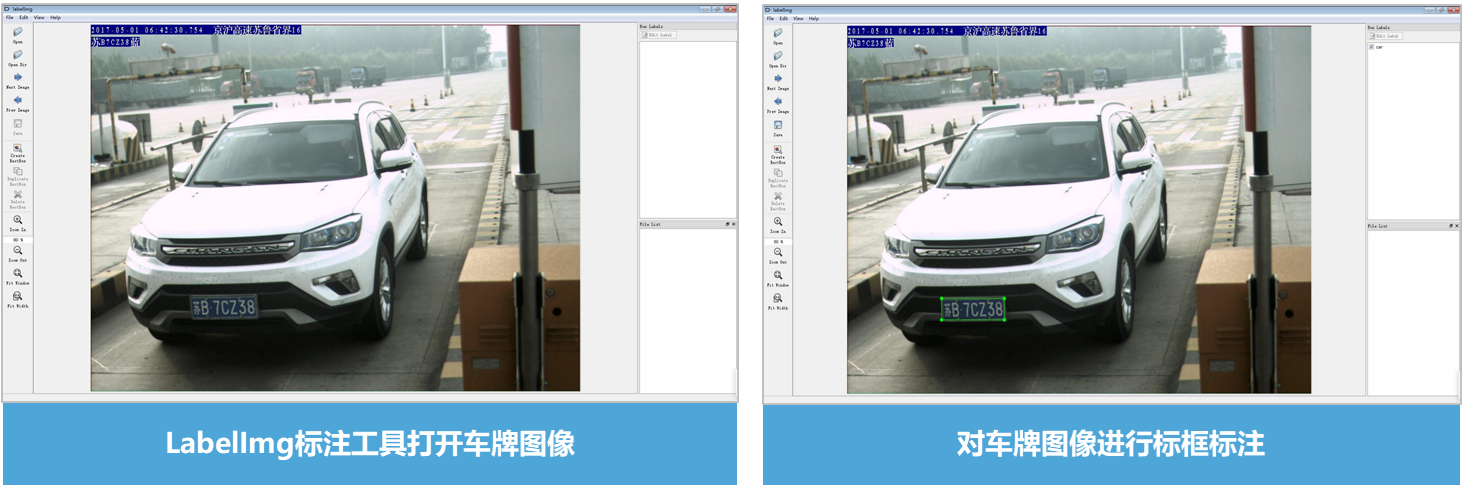 labelImg
File Edit View Help
Open
Open Dir
Next Image
Prev Image
Save
Create
RectBox
Duplicate
RectBox
Delete
RectBox
Zoom In
80 %
Zoom Out
Fit Window
Fit Width
2017-05-01 06:42:30.754 京沪高速苏鲁省界16
苏B7CZ38蓝
CHANGAN
苏B·7CZ38
Box Labels
Edit Label
File List
LabelImg标注工具打开车牌图像
labelImg
File Edit View Help
Open
Open Dir
Next Image
Prev Image
Save
Create
RectBox
Duplicate
RectBox
Delete
RectBox
Zoom In
80 %
Zoom Out
Fit Window
Fit Width
2017-05-01 06:42:30.754 京沪高速苏鲁省界16
苏B7CZ38蓝
CHANGAN
苏B·7CZ38
Box Labels
Edit Label
car
File List
对车牌图像进行标框标注